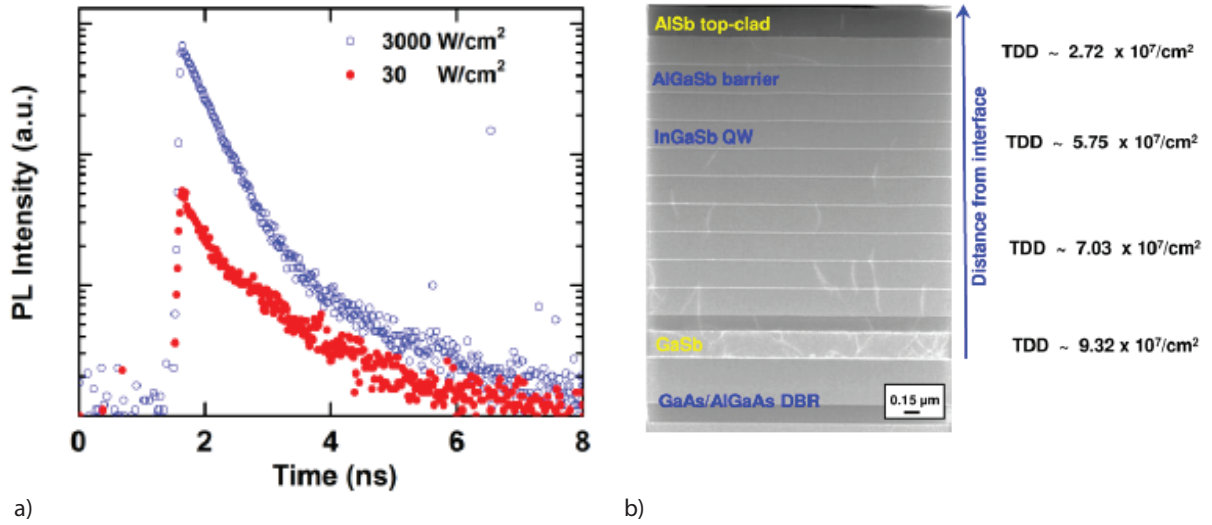 PL Intensity (a.u.)
3000 W/cm²
30 W/cm²
0 2 4 6 8
Time (ns)
a)
AlSb top-clad
AlGaSb barrier
InGaSb QW
GaSb
GaAs/AlGaAs DBR
0.15 µm
Distance from interface
TDD ~ 2.72 x 10⁷/cm²
TDD ~ 5.75 x 10⁷/cm²
TDD ~ 7.03 x 10⁷/cm²
TDD ~ 9.32 x 10⁷/cm²
b)